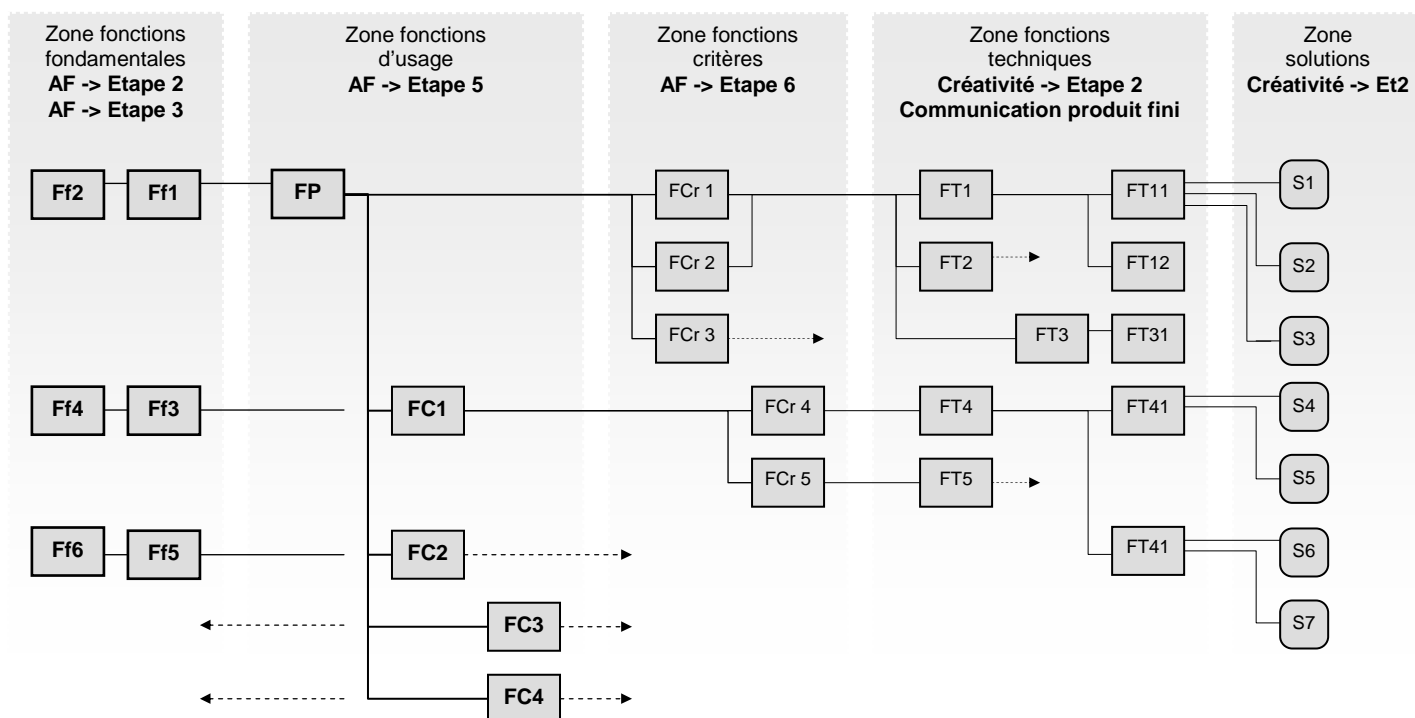 Zone fonctions
fondamentales
AF -> Etape 2
AF -> Etape 3
Zone fonctions
d'usage
AF -> Etape 5
Zone fonctions
critères
AF -> Etape 6
Zone fonctions
techniques
Créativité -> Etape 2
Communication produit fini
Zone
solutions
Créativité -> Et2
Ff2 Ff1 FP FCr 1 FT1 FT11 S1
FCr 2 FT2 FT12 S2
FCr 3 FT3 FT31 S3
Ff4 Ff3 FC1 FCr 4 FT4 FT41 S4
FCr 5 FT5 S5
Ff6 Ff5 FC2 FT41 S6
FC3 S7
FC4